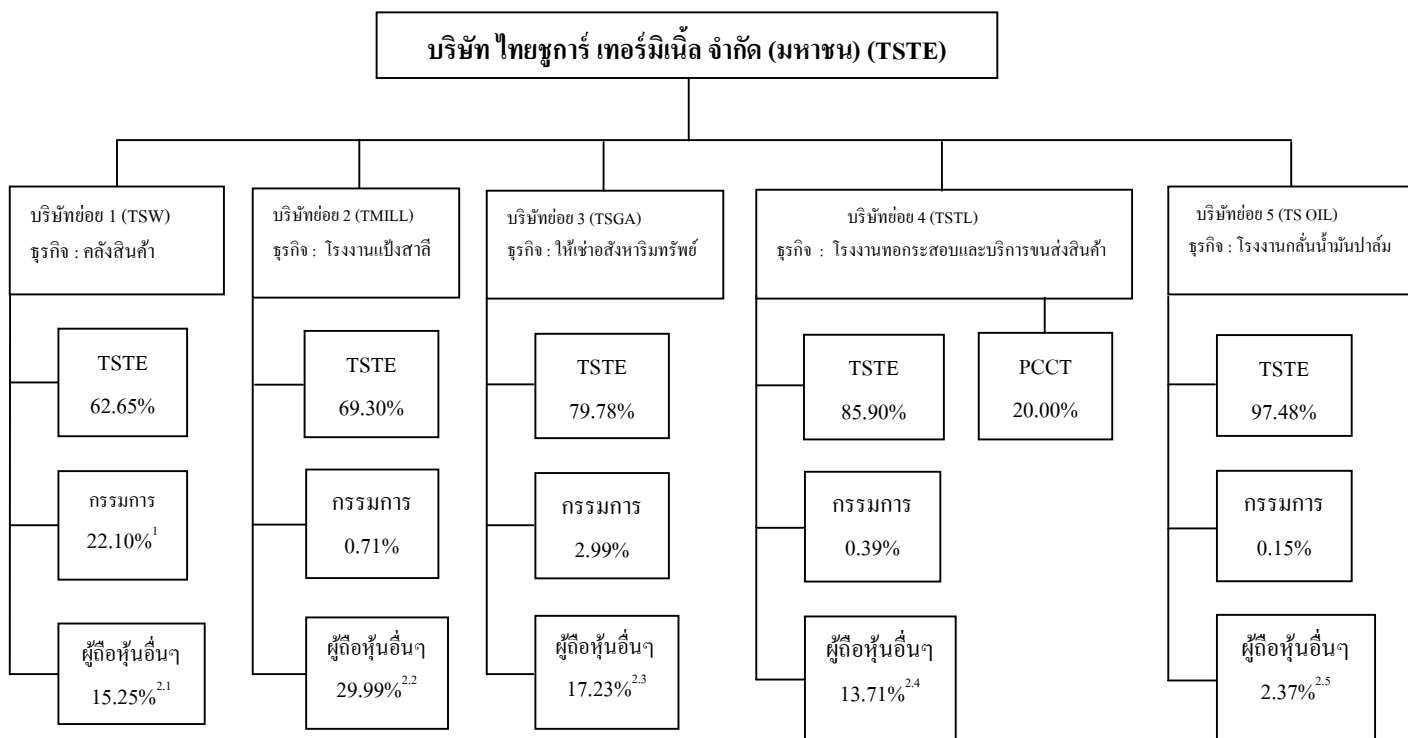 บริษัท ไทยชูการ์ เทอร์มิเนิ้ล จำกัด (มหาชน) (TSTE)
บริษัทย่อย 1 (TSW)
ธุรกิจ : คลังสินค้า
TSTE
62.65%
กรรมการ
22.10%1
ผู้ถือหุ้นอื่นๆ
15.25%2.1
บริษัทย่อย 2 (TMILL)
ธุรกิจ : โรงงานแป้งสาลี
TSTE
69.30%
กรรมการ
0.71%
ผู้ถือหุ้นอื่นๆ
29.99%2.2
บริษัทย่อย 3 (TSGA)
ธุรกิจ : ให้เช่าอสังหาริมทรัพย์
TSTE
79.78%
กรรมการ
2.99%
ผู้ถือหุ้นอื่นๆ
17.23%2.3
บริษัทย่อย 4 (TSTL)
ธุรกิจ : โรงงานทอกระสอบและบริการขนส่งสินค้า
TSTE
85.90%
กรรมการ
0.39%
ผู้ถือหุ้นอื่นๆ
13.71%2.4
PCCT
20.00%
บริษัทย่อย 5 (TS OIL)
ธุรกิจ : โรงงานกลั่นน้ำมันปาล์ม
TSTE
97.48%
กรรมการ
0.15%
ผู้ถือหุ้นอื่นๆ
2.37%2.5